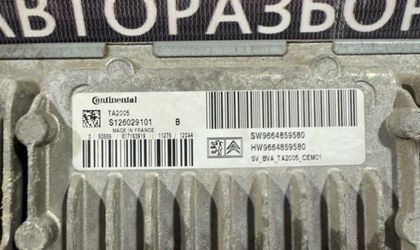 АВТОРАЗБОР
Continental
TA2005
S126029101 B
MADE IN FRANCE
SW9664859580
HW9664859580
SV_BVA_TA2005_CEM01